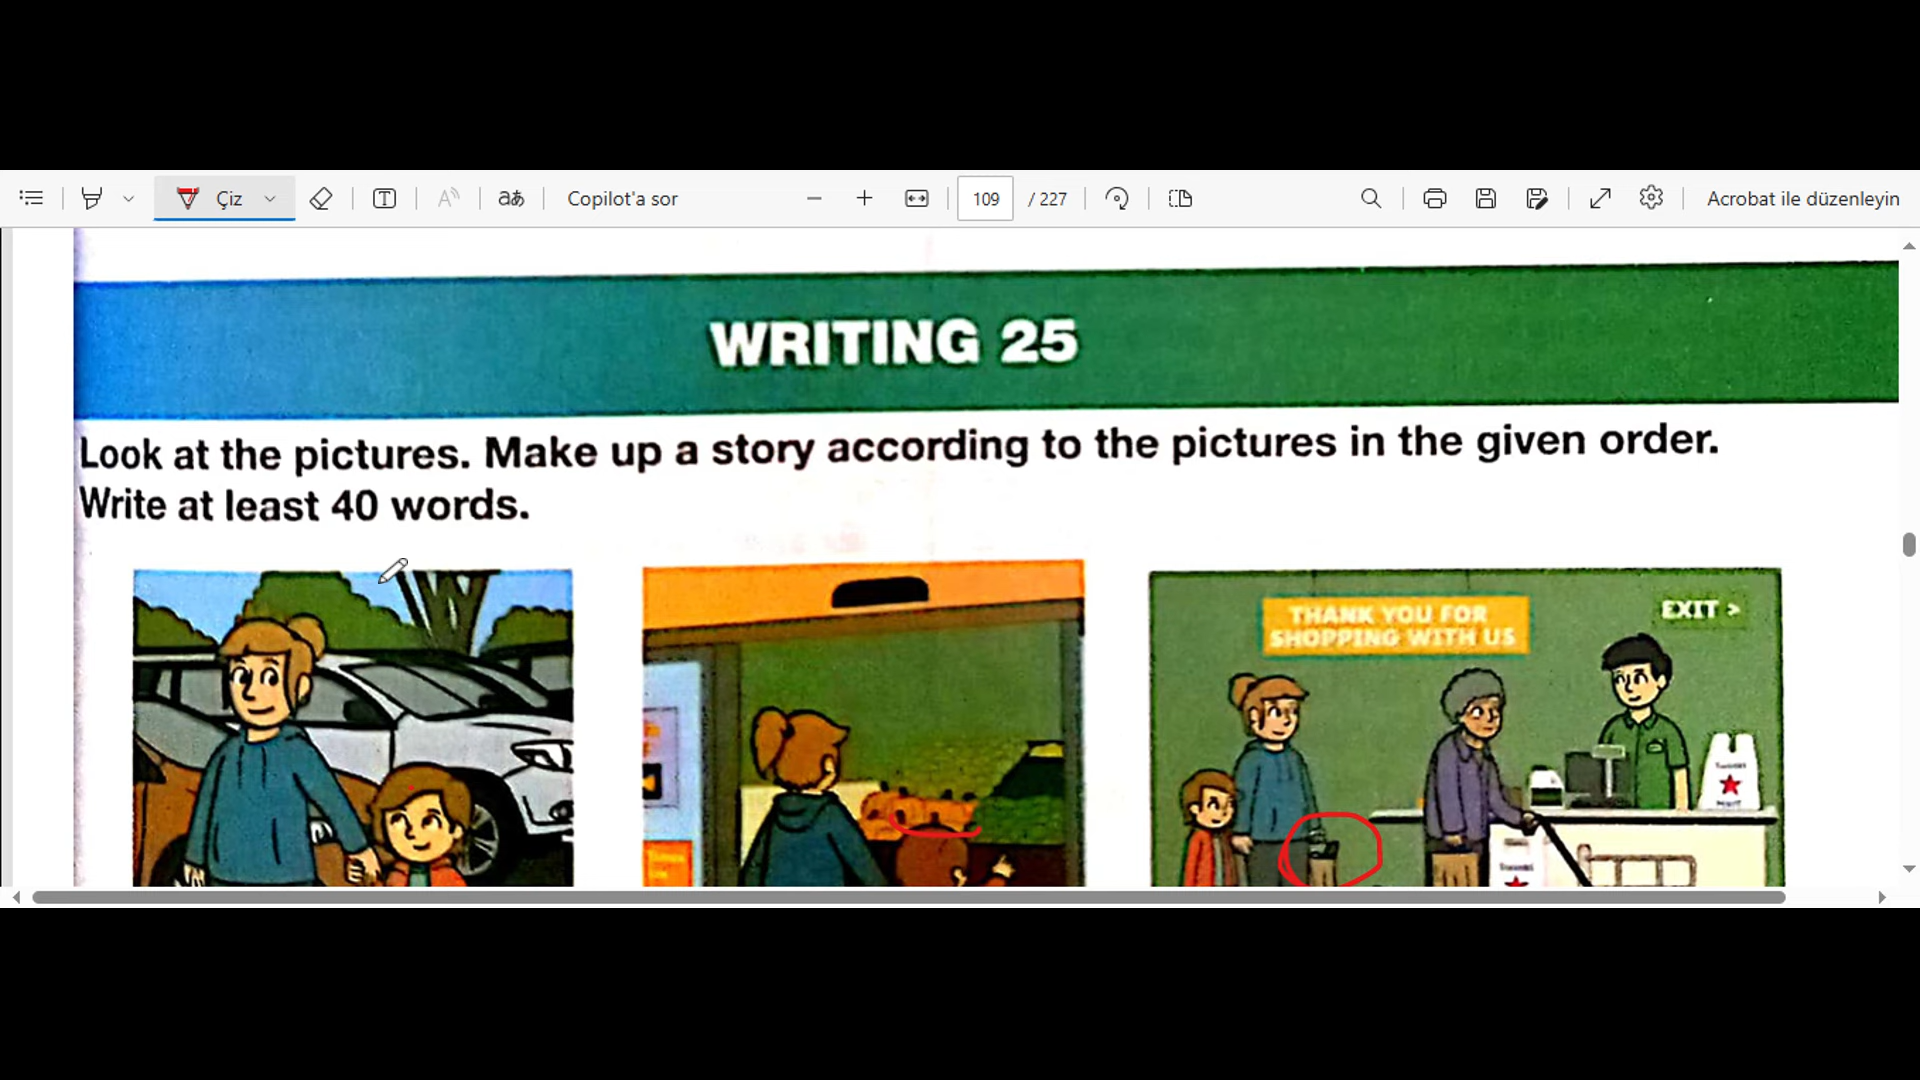 Çiz
Copilot'a sor
109 / 227
Acrobat ile düzenleyin
WRITING 25
Look at the pictures. Make up a story according to the pictures in the given order.
Write at least 40 words.
THANK YOU FOR
SHOPPING WITH US
EXIT >